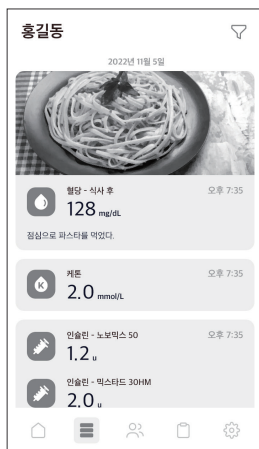 홍길동
2022년 11월 5일
혈당 - 식사 후 오후 7:35
128 mg/dL
점심으로 파스타를 먹었다.
케톤 오후 7:35
K
2.0 mmol/L
인슐린 - 노보믹스 50 오후 7:35
1.2 u
인슐린 - 믹스타드 30HM
2.0 u